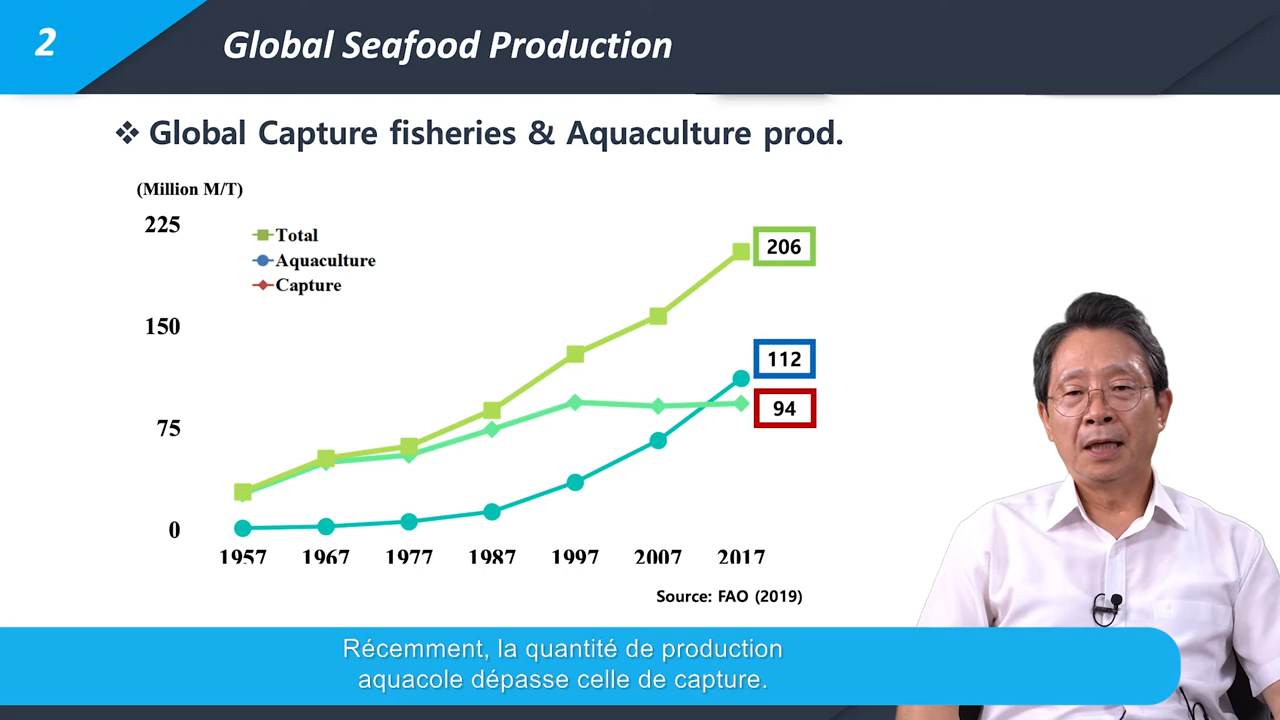 2
Global Seafood Production
❖ Global Capture fisheries & Aquaculture prod.
(Million M/T)
225
150
75
0
Total
Aquaculture
Capture
206
112
94
1957 1967 1977 1987 1997 2007 2017
Source: FAO (2019)
Récemment, la quantité de production
aquacole dépasse celle de capture.